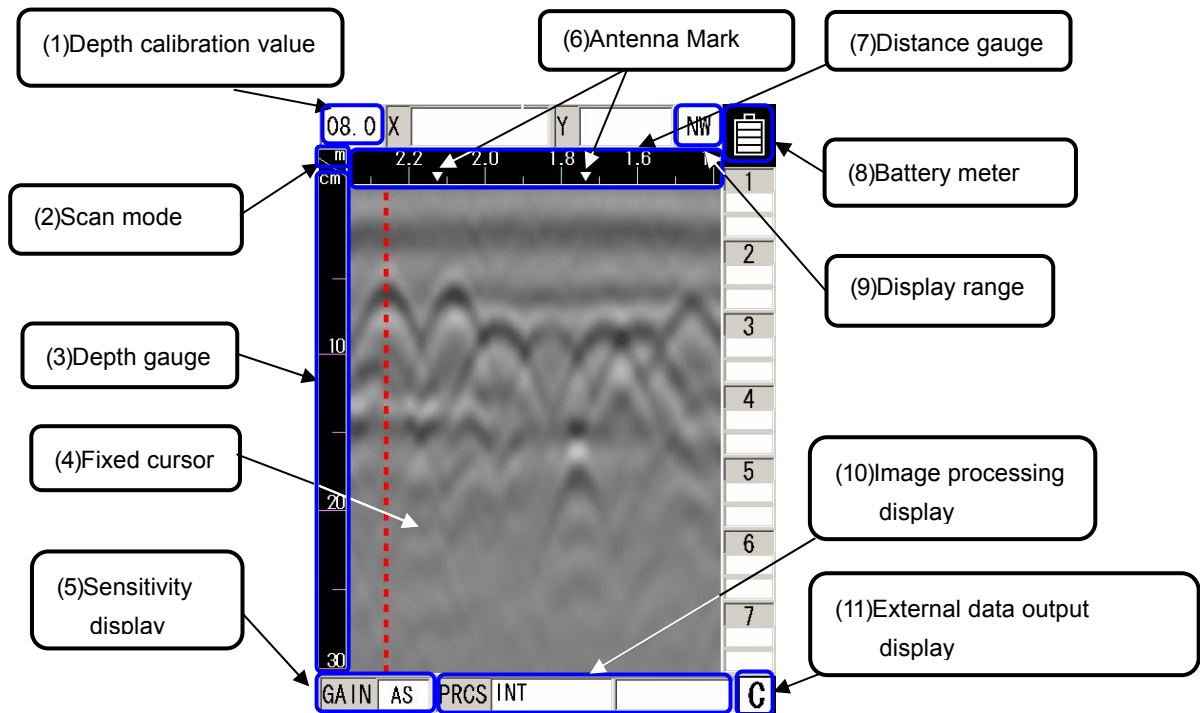 (1)Depth calibration value
(6)Antenna Mark
(7)Distance gauge
08.0 X Y NW
m 2.2 2.0 1.8 1.6
cm
(2)Scan mode
(8)Battery meter
1
2
(9)Display range
3
10
(3)Depth gauge
4
(4)Fixed cursor
5
(10)Image processing
display
20
6
(5)Sensitivity
display
7
(11)External data output
display
30
GAIN AS PRCS INT C